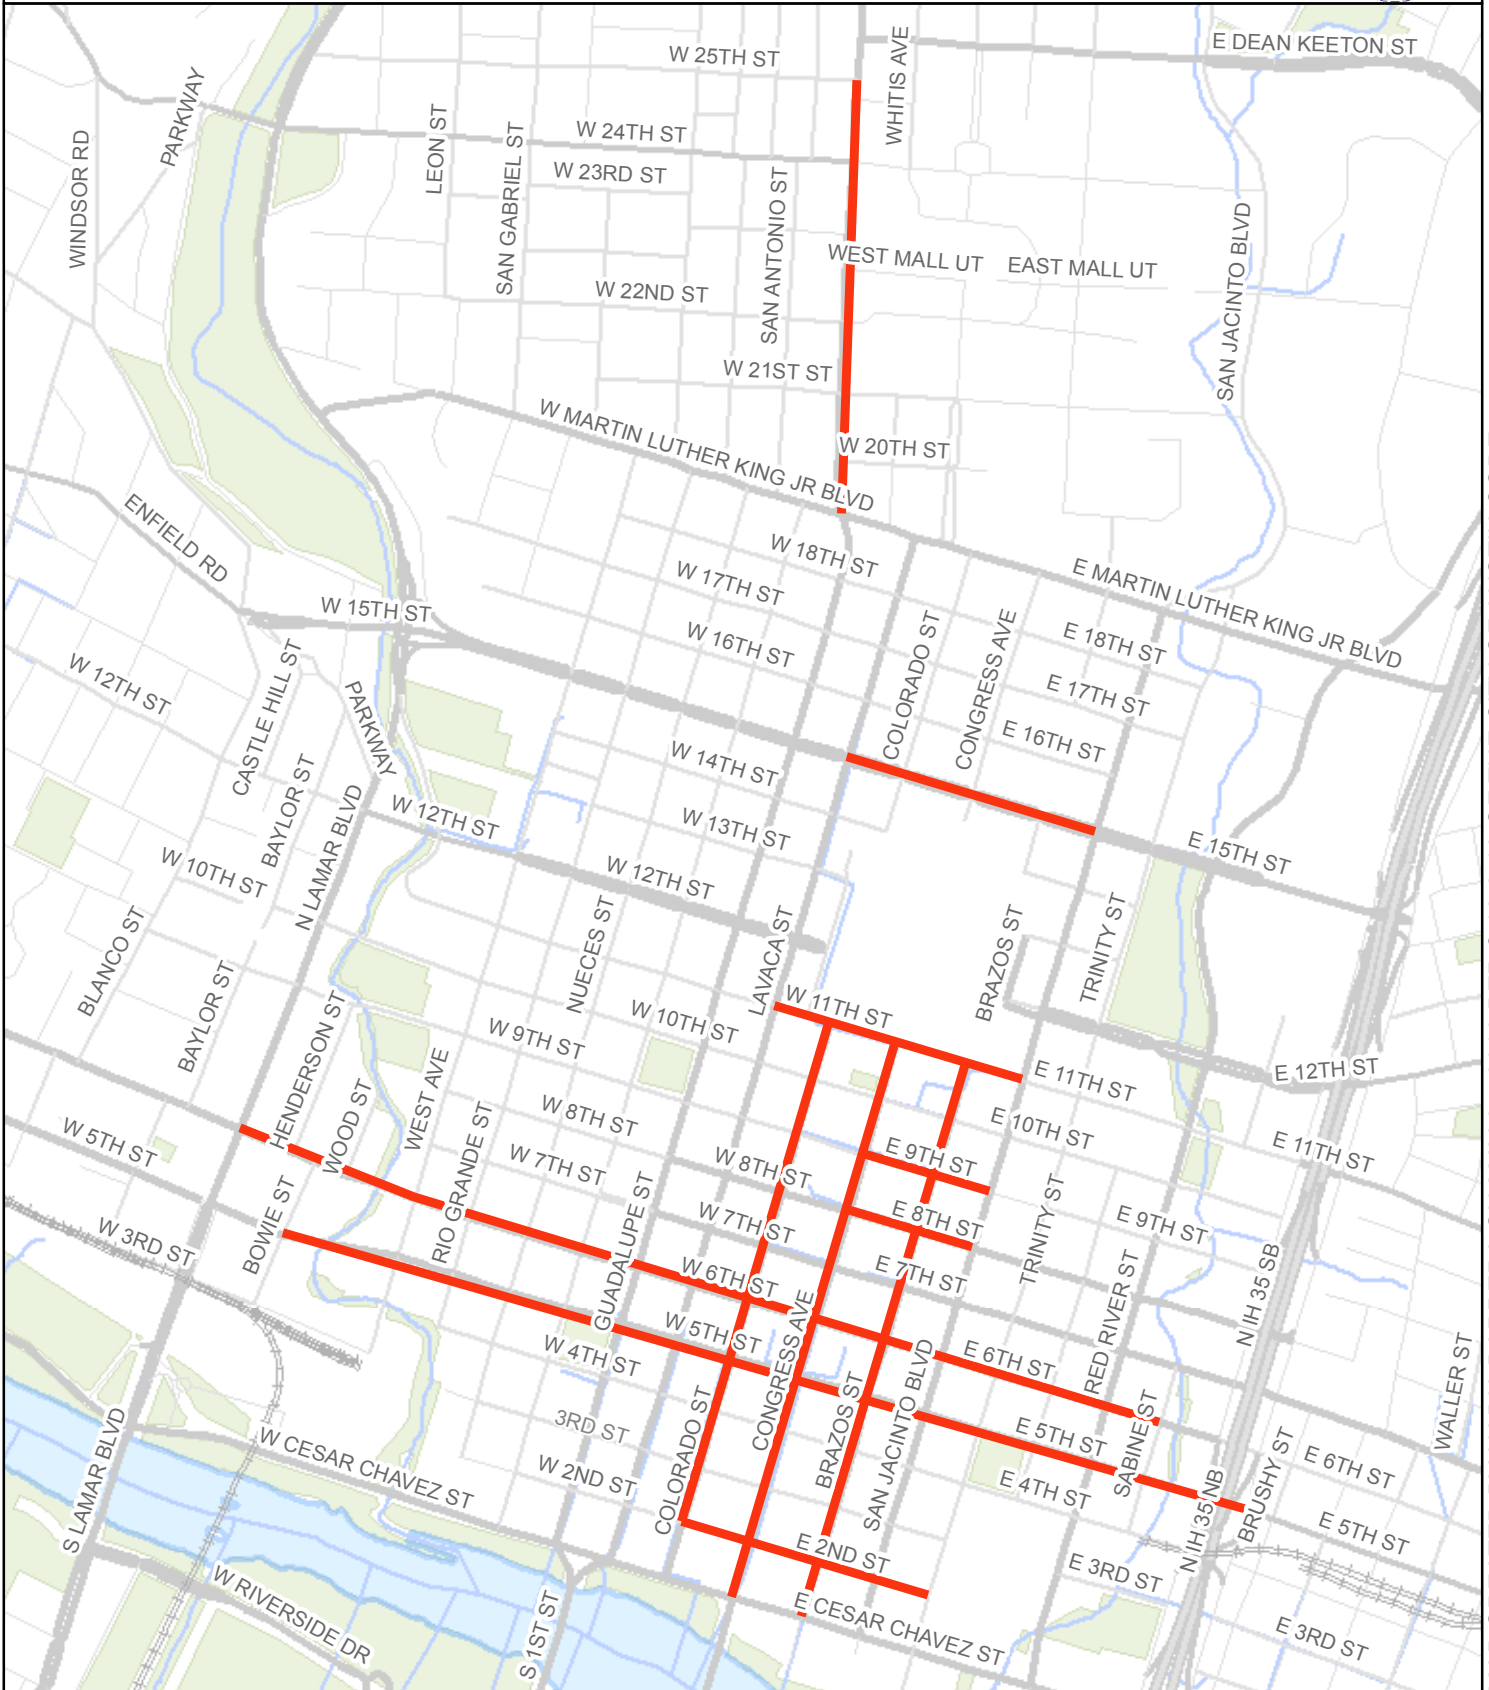 E DEAN KEETON ST
W 25TH ST
WHITIS AVE
PARKWAY
WINDSOR RD
LEON ST
SAN GABRIEL ST
W 24TH ST
W 23RD ST
SAN ANTONIO ST
WEST MALL UT
EAST MALL UT
SAN JACINTO BLVD
W 22ND ST
W 21ST ST
W MARTIN LUTHER KING JR BLVD
W 20TH ST
ENFIELD RD
W 18TH ST
W 17TH ST
E MARTIN LUTHER KING JR BLVD
W 15TH ST
W 16TH ST
COLORADO ST
CONGRESS AVE
E 18TH ST
E 17TH ST
E 16TH ST
W 12TH ST
CASTLE HILL ST
PARKWAY
W 14TH ST
BAYLOR ST
N LAMAR BLVD
W 12TH ST
W 13TH ST
E 15TH ST
W 10TH ST
W 12TH ST
BLANCO ST
NUECES ST
LAVACA ST
BRAZOS ST
TRINITY ST
BAYLOR ST
HENDERSON ST
W 11TH ST
W 10TH ST
W 9TH ST
E 11TH ST
E 12TH ST
WOOD ST
WEST AVE
W 8TH ST
RIO GRANDE ST
E 10TH ST
E 11TH ST
W 5TH ST
W 7TH ST
W 8TH ST
E 9TH ST
W 3RD ST
BOWIE ST
GUADALUPE ST
W 7TH ST
E 8TH ST
TRINITY ST
E 9TH ST
W 6TH ST
E 7TH ST
RED RIVER ST
N IH 35 SB
W 5TH ST
CONGRESS AVE
W 4TH ST
E 6TH ST
WALLER ST
BRAZOS ST
SAN JACINTO BLVD
S LAMAR BLVD
W CESAR CHAVEZ ST
3RD ST
COLORADO ST
E 5TH ST
SABINE ST
W 2ND ST
E 4TH ST
N IH 35 NB
BRUSHY ST
E 6TH ST
E 5TH ST
E 2ND ST
E 3RD ST
W RIVERSIDE DR
S 1ST ST
E CESAR CHAVEZ ST
E 3RD ST